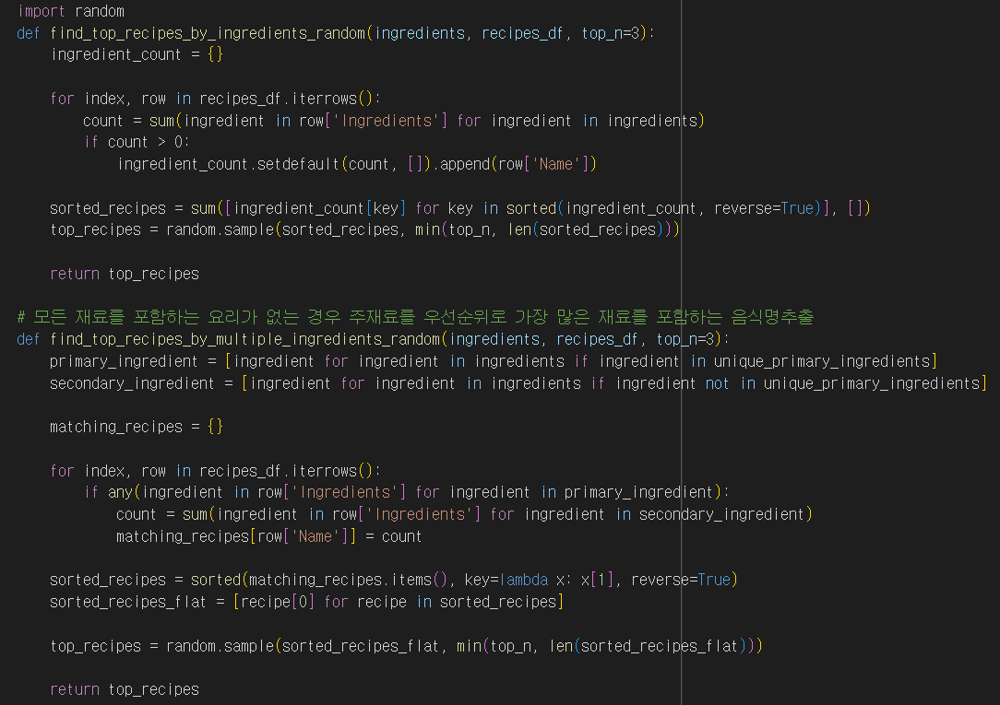 import random
def find_top_recipes_by_ingredients_random(ingredients, recipes_df, top_n=3):
    ingredient_count = {}
    for index, row in recipes_df.iterrows():
        count = sum(ingredient in row['Ingredients'] for ingredient in ingredients)
        if count > 0:
            ingredient_count.setdefault(count, []).append(row['Name'])
    sorted_recipes = sum([ingredient_count[key] for key in sorted(ingredient_count, reverse=True)], [])
    top_recipes = random.sample(sorted_recipes, min(top_n, len(sorted_recipes)))
    return top_recipes
# 모든 재료를 포함하는 요리가 없는 경우 주재료를 우선순위로 가장 많은 재료를 포함하는 음식명추출
def find_top_recipes_by_multiple_ingredients_random(ingredients, recipes_df, top_n=3):
    primary_ingredient = [ingredient for ingredient in ingredients if ingredient in unique_primary_ingredients]
    secondary_ingredient = [ingredient for ingredient in ingredients if ingredient not in unique_primary_ingredients]
    matching_recipes = {}
    for index, row in recipes_df.iterrows():
        if any(ingredient in row['Ingredients'] for ingredient in primary_ingredient):
            count = sum(ingredient in row['Ingredients'] for ingredient in secondary_ingredient)
            matching_recipes[row['Name']] = count
    sorted_recipes = sorted(matching_recipes.items(), key=lambda x: x[1], reverse=True)
    sorted_recipes_flat = [recipe[0] for recipe in sorted_recipes]
    top_recipes = random.sample(sorted_recipes_flat, min(top_n, len(sorted_recipes_flat)))
    return top_recipes